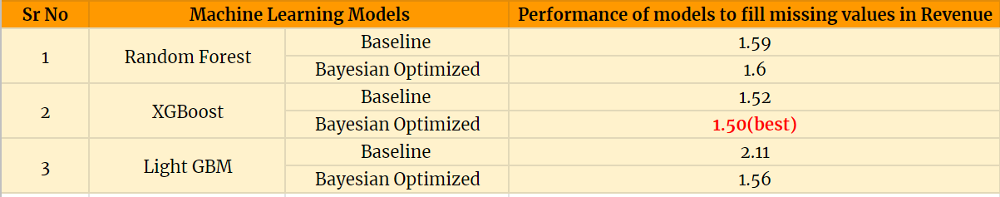 Sr No Machine Learning Models Performance of models to fill missing values in Revenue
1 Random Forest Baseline 1.59
Bayesian Optimized 1.6
2 XGBoost Baseline 1.52
Bayesian Optimized 1.50(best)
3 Light GBM Baseline 2.11
Bayesian Optimized 1.56